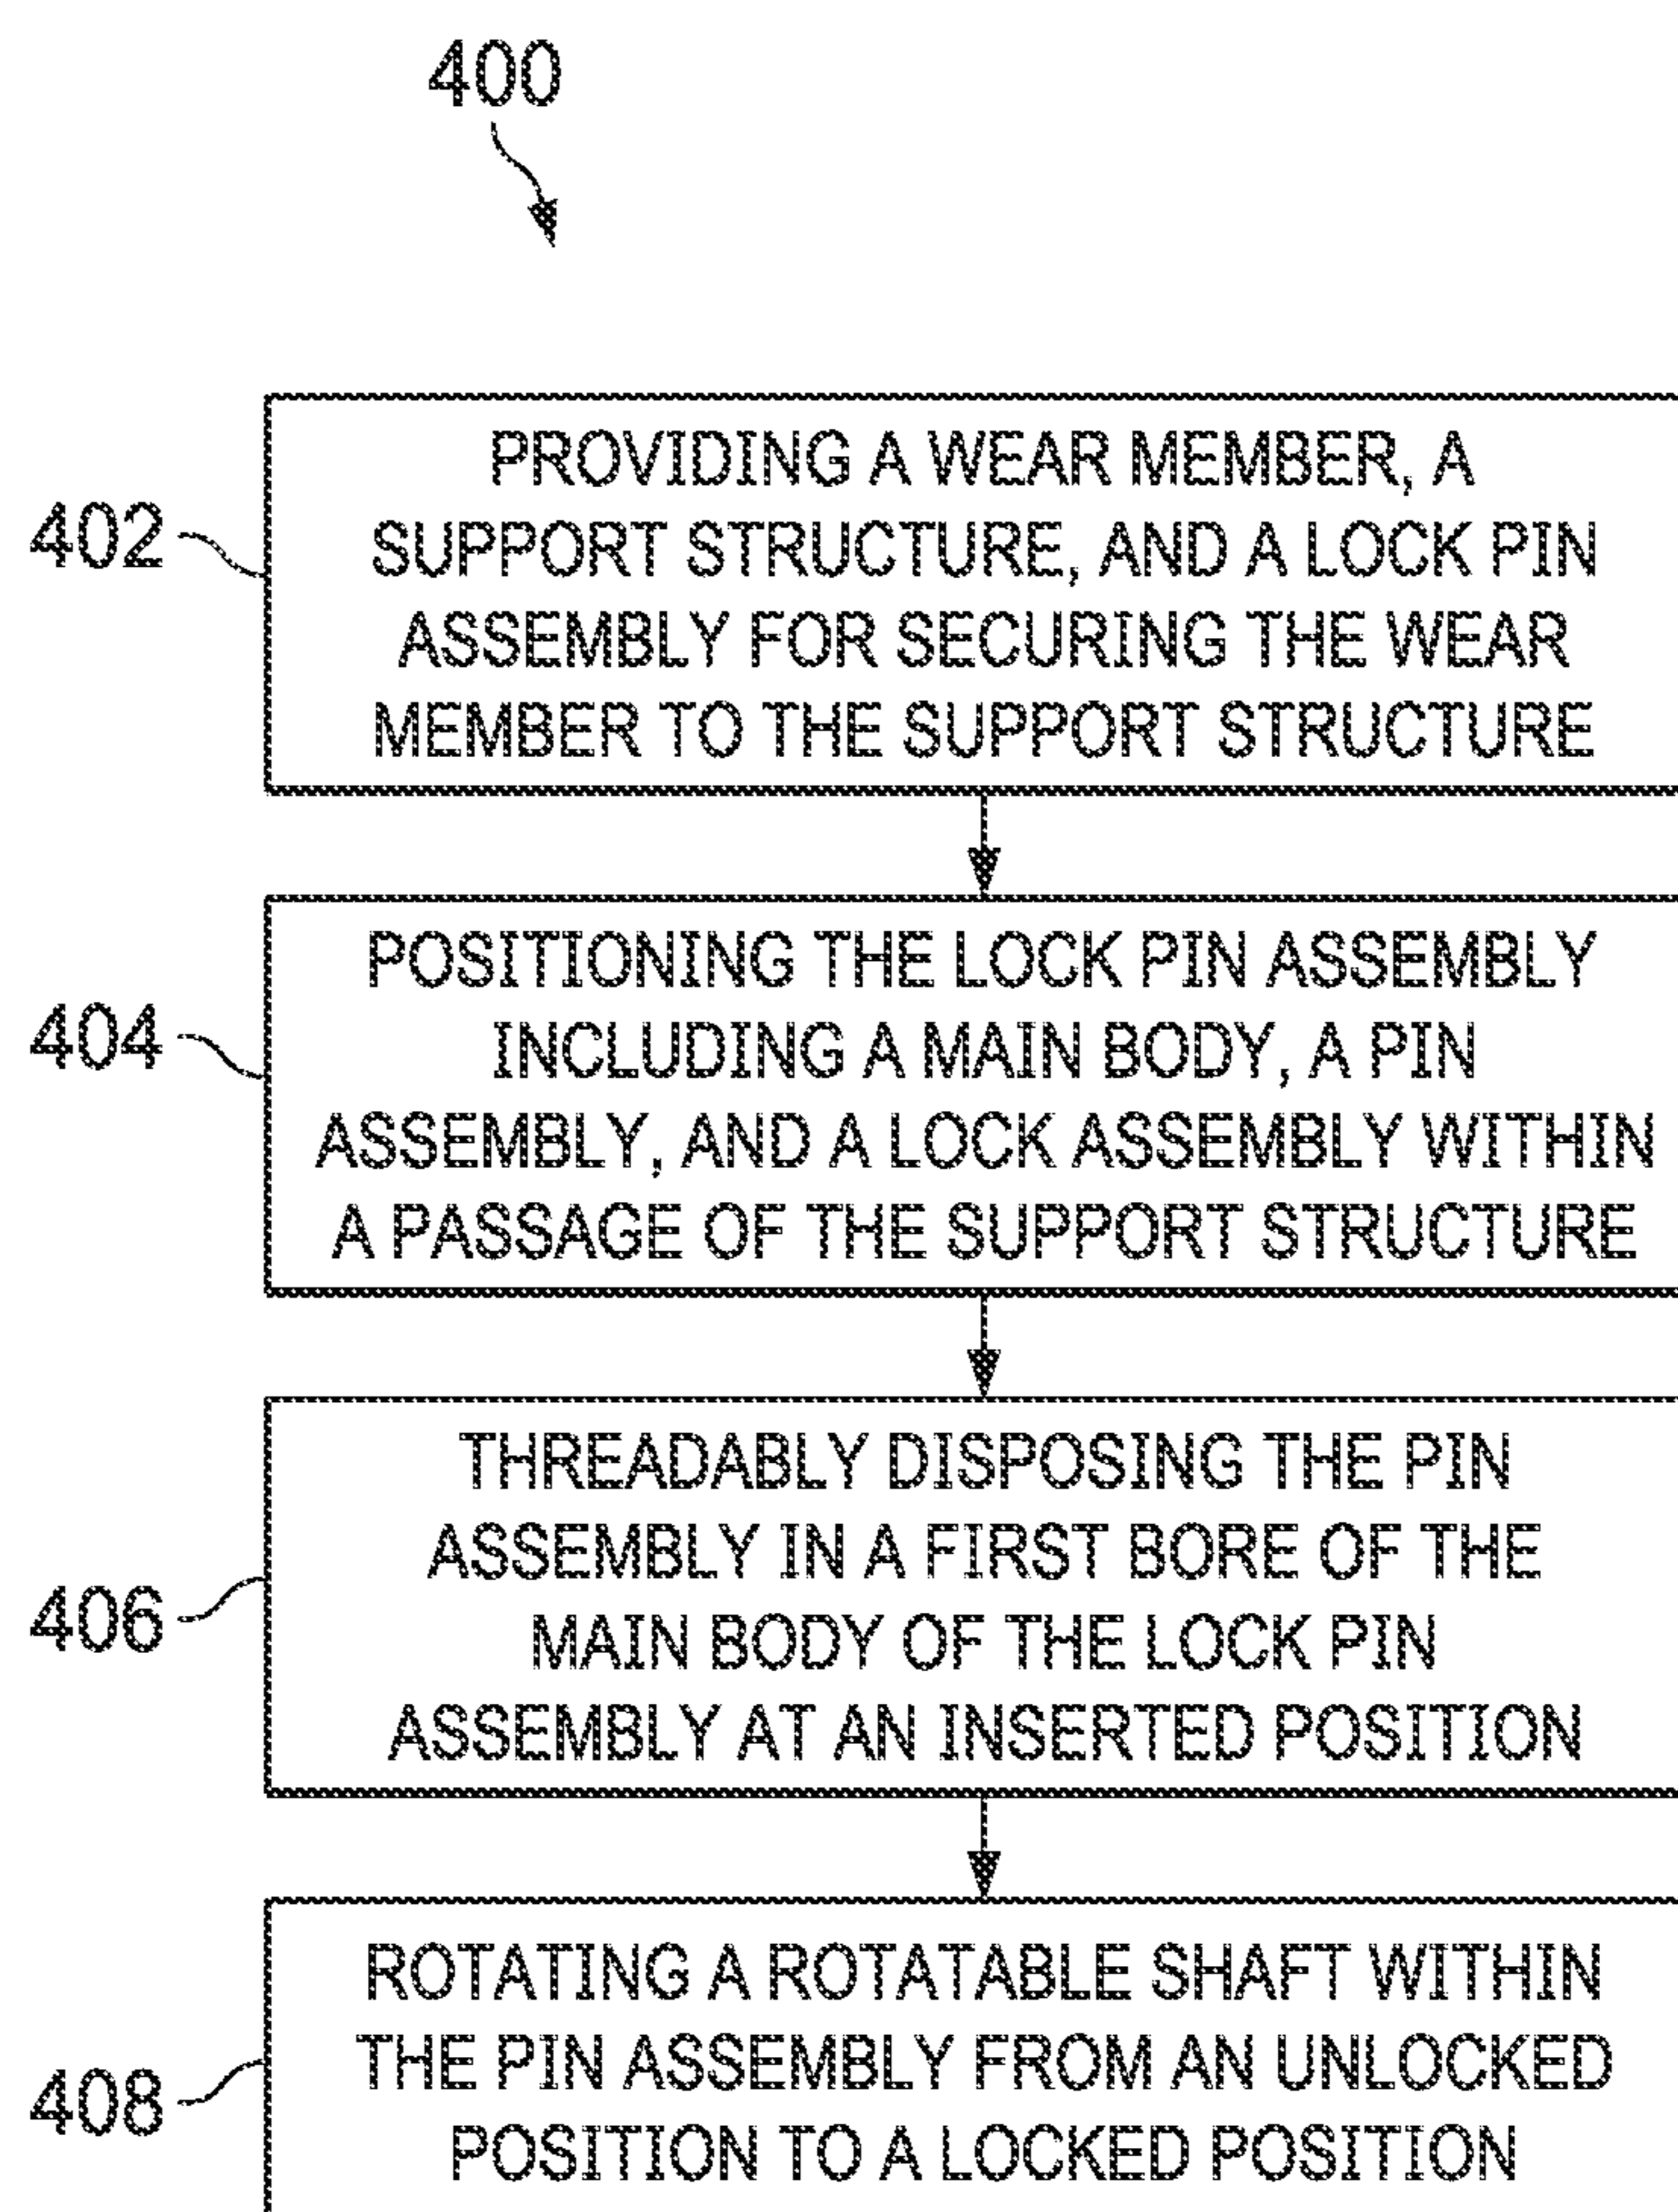 400
402
PROVIDING A WEAR MEMBER, A
SUPPORT STRUCTURE, AND A LOCK PIN
ASSEMBLY FOR SECURING THE WEAR
MEMBER TO THE SUPPORT STRUCTURE
404
POSITIONING THE LOCK PIN ASSEMBLY
INCLUDING A MAIN BODY, A PIN
ASSEMBLY, AND A LOCK ASSEMBLY WITHIN
A PASSAGE OF THE SUPPORT STRUCTURE
406
THREADABLY DISPOSING THE PIN
ASSEMBLY IN A FIRST BORE OF THE
MAIN BODY OF THE LOCK PIN
ASSEMBLY AT AN INSERTED POSITION
408
ROTATING A ROTATABLE SHAFT WITHIN
THE PIN ASSEMBLY FROM AN UNLOCKED
POSITION TO A LOCKED POSITION